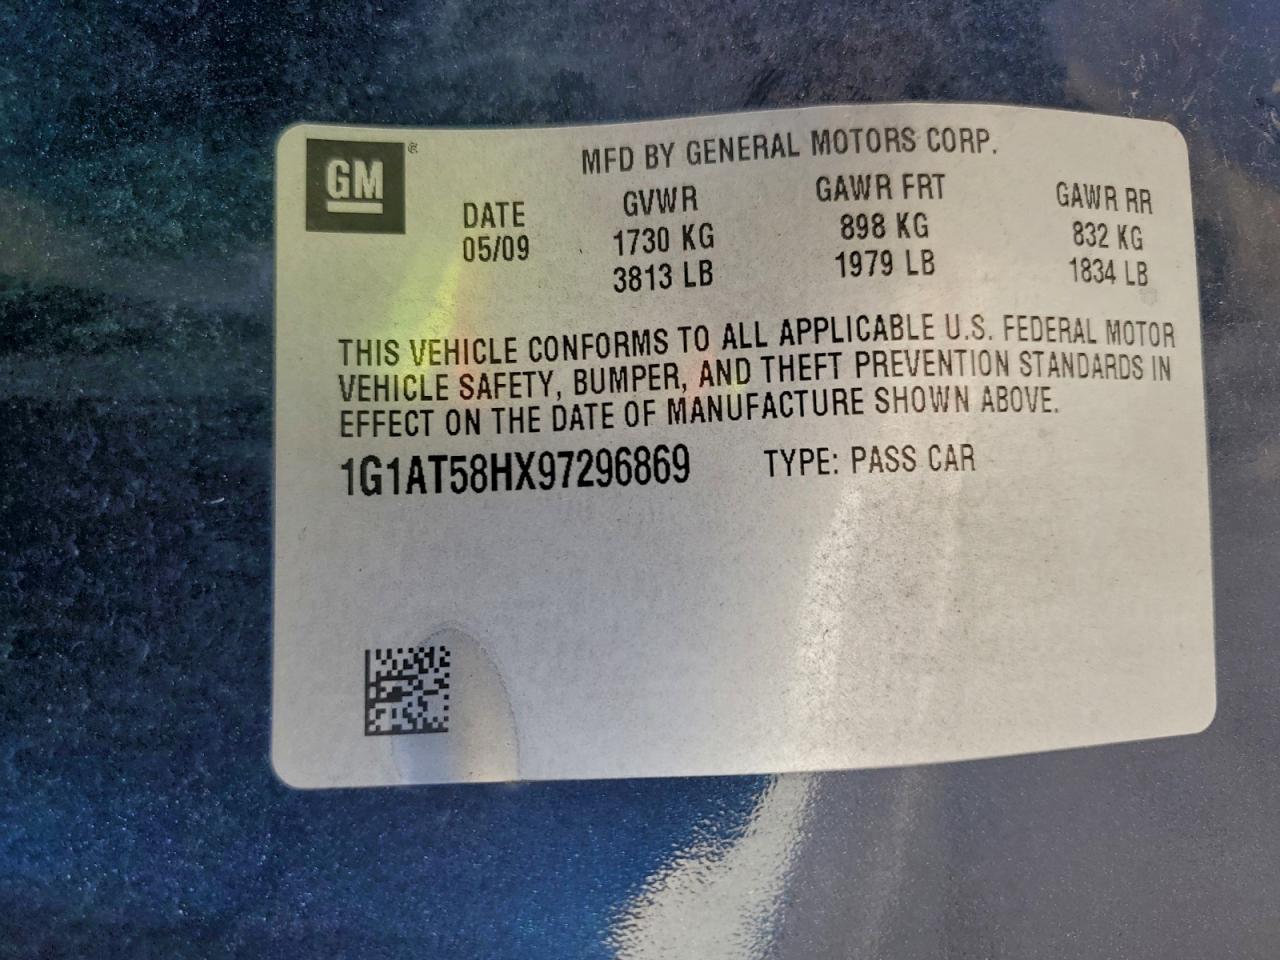 GM®
MFD BY GENERAL MOTORS CORP.
DATE GVWR GAWR FRT GAWR RR
05/09 1730 KG 898 KG 832 KG
3813 LB 1979 LB 1834 LB
THIS VEHICLE CONFORMS TO ALL APPLICABLE U.S. FEDERAL MOTOR
VEHICLE SAFETY, BUMPER, AND THEFT PREVENTION STANDARDS IN
EFFECT ON THE DATE OF MANUFACTURE SHOWN ABOVE.
1G1AT58HX97296869 TYPE: PASS CAR